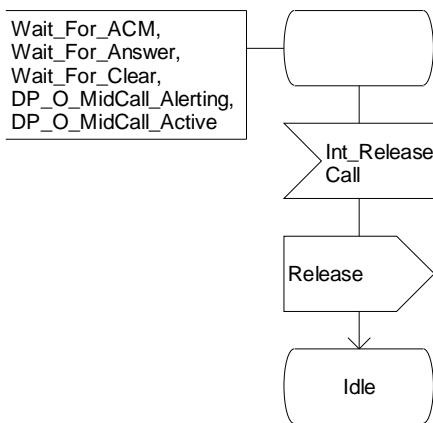 Wait_For_ACM,
Wait_For_Answer,
Wait_For_Clear,
DP_O_MidCall_Alerting,
DP_O_MidCall_Active
Int_Release
Call
Release
Idle